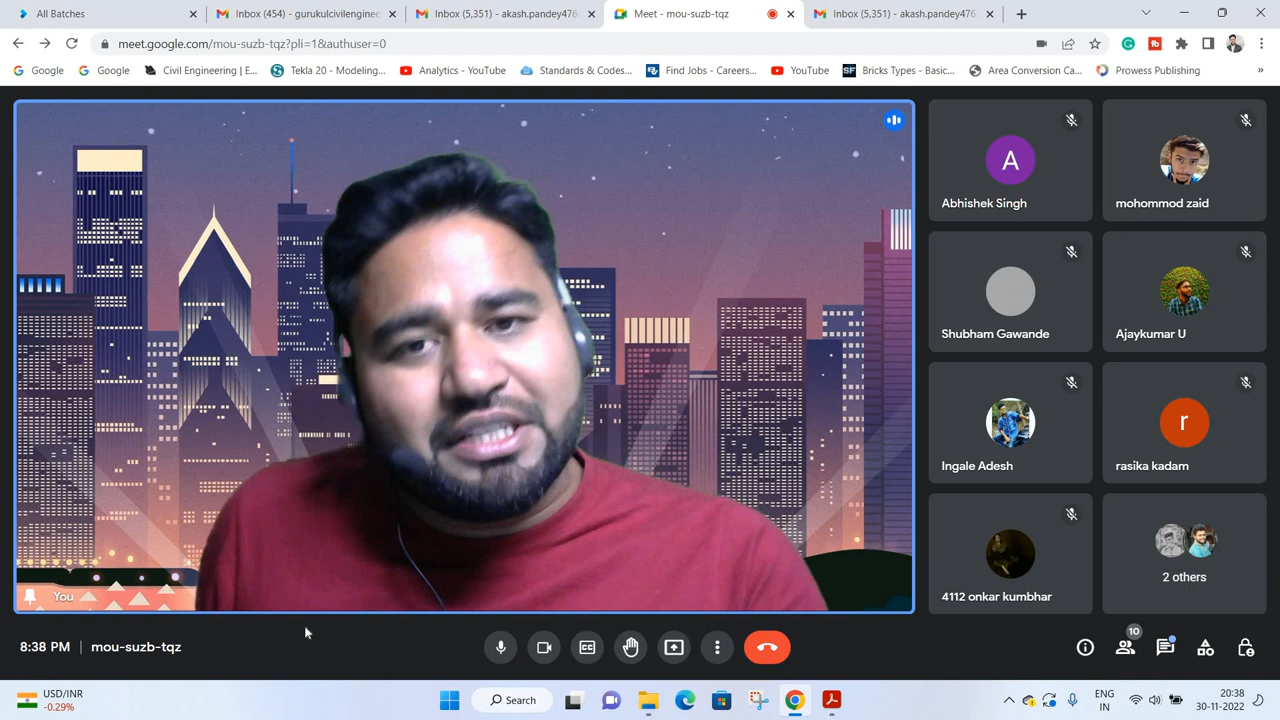 All Batches
Inbox (454) - gurukulcivilengine
Inbox (5,351) - akash.pandey476
Meet - mou-suzb-tqz
Inbox (5,351) - akash.pandey476
meet.google.com/mou-suzb-tqz?pli=1&authuser=0
Google
Google
Civil Engineering | E...
Tekla 20 - Modeling...
Analytics - YouTube
Standards & Codes...
Find Jobs - Careers...
YouTube
Bricks Types - Basic...
Area Conversion Ca...
Prowess Publishing
A
Abhishek Singh
mohommod zaid
Shubham Gawande
Ajaykumar U
Ingale Adesh
r
rasika kadam
4112 onkar kumbhar
2 others
You
8:38 PM | mou-suzb-tqz
10
USD/INR
-0.29%
Search
ENG
IN
20:38
30-11-2022